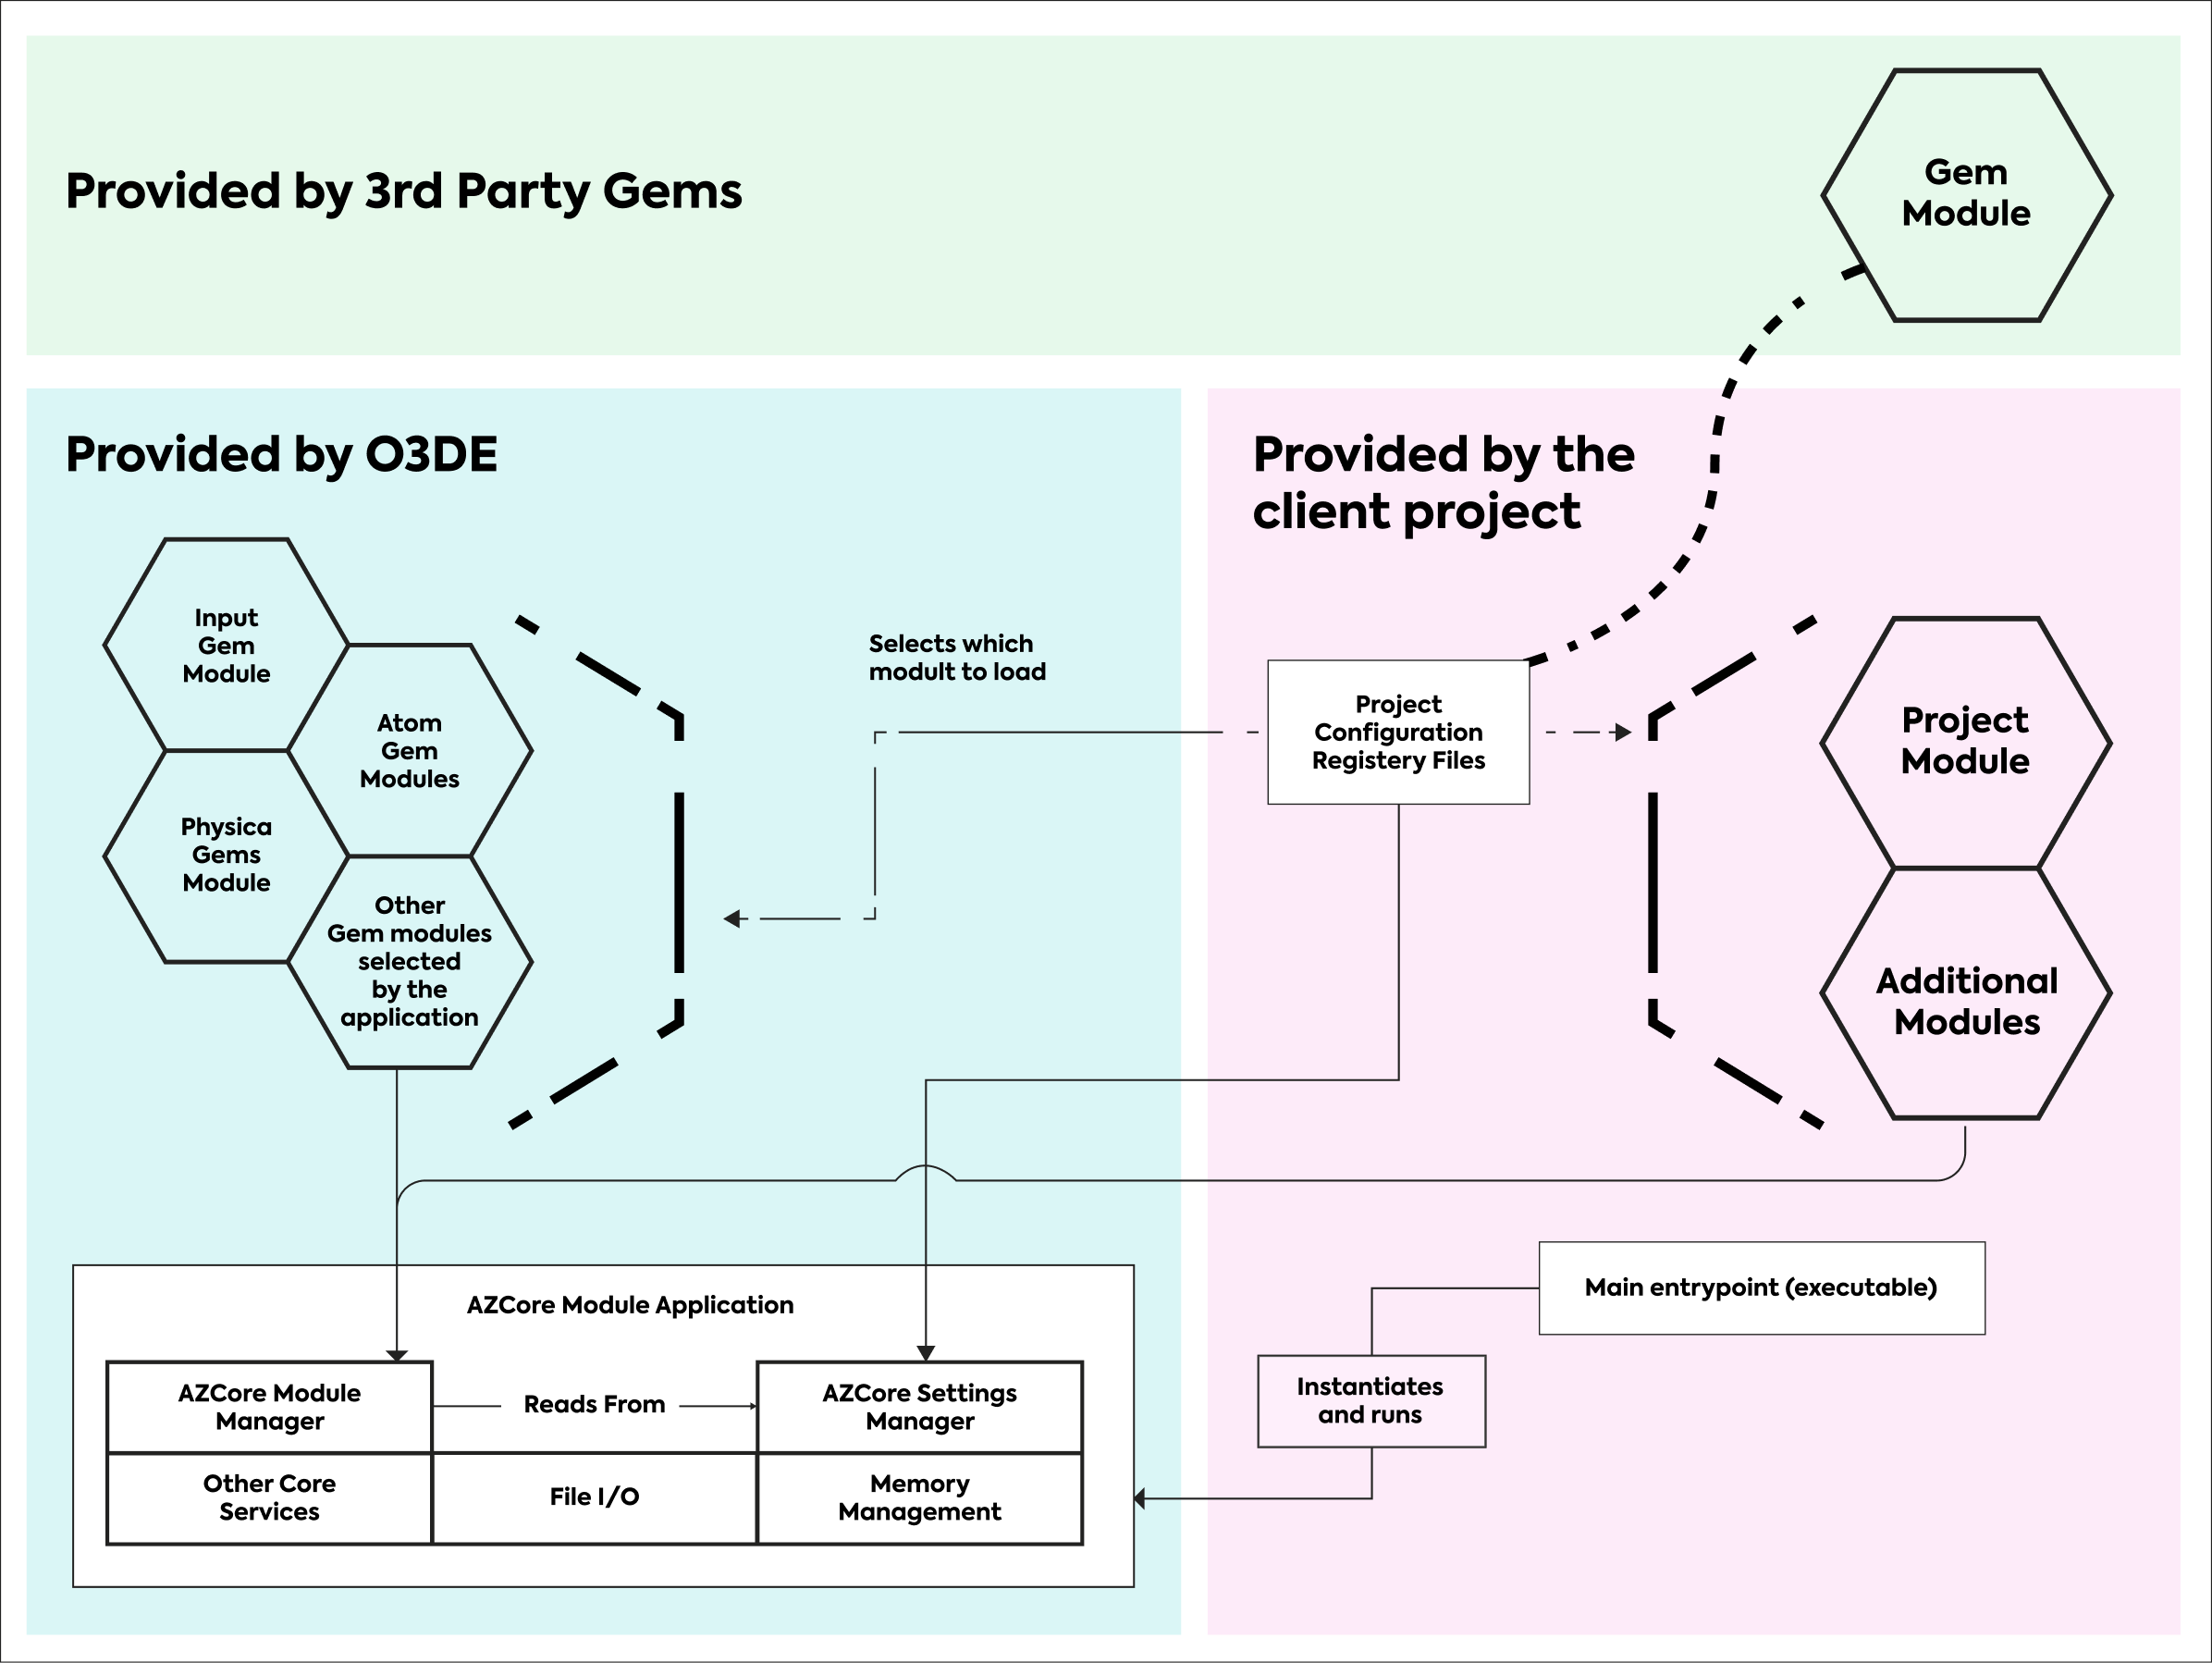 Provided by 3rd Party Gems
Gem
Module
Provided by O3DE
Provided by the
client project
Input
Gem
Module
Atom
Gem
Modules
Physica
Gems
Module
Other
Gem modules
selected
by the
application
Selects which
modult to load
Project
Configuration
Registery Files
Project
Module
Additional
Modules
AZCore Module Application
AZCore Module
Manager
Reads From
AZCore Settings
Manager
Other Core
Services
File I/O
Memory
Management
Main entrypoint (executable)
Instantiates
and runs